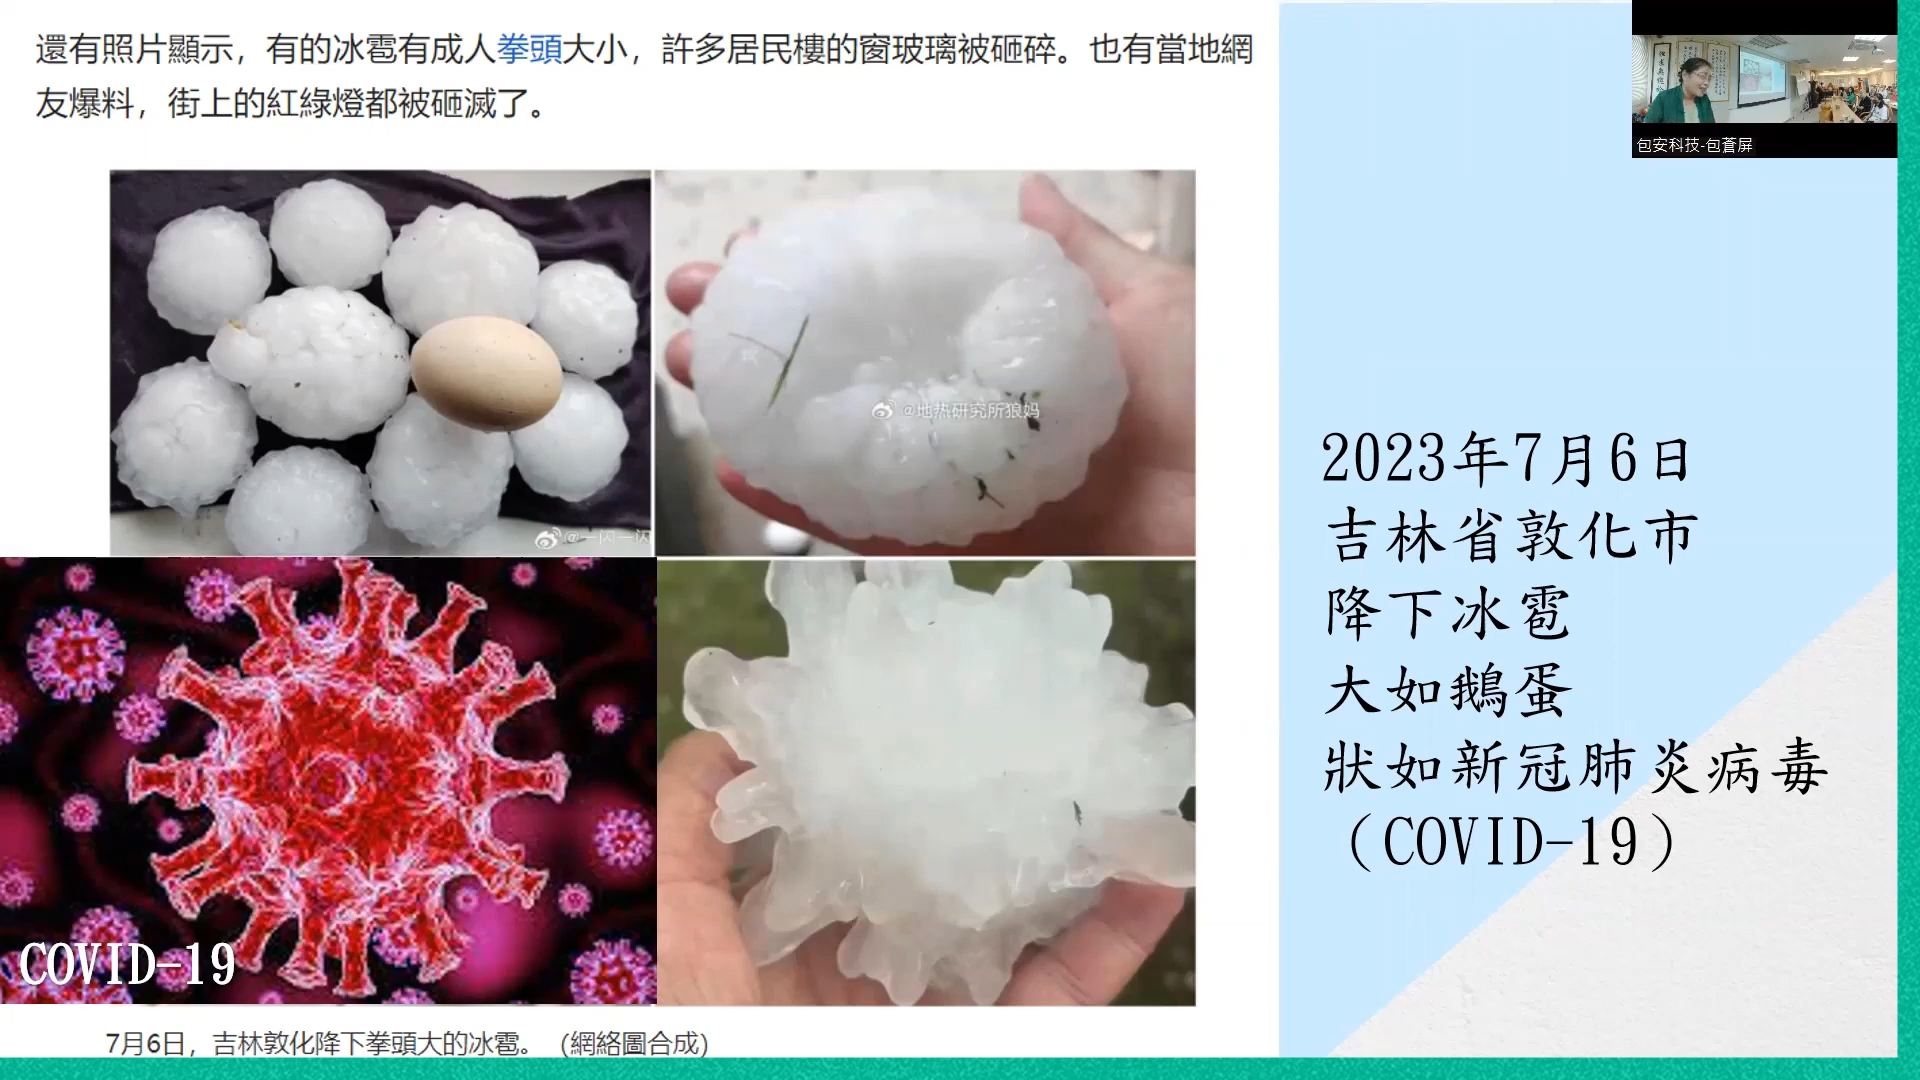 還有照片顯示，有的冰雹有成人拳頭大小，許多居民樓的窗玻璃被砸碎。也有當地網
友爆料，街上的紅綠燈都被砸滅了。
包安科技-包蒼屏
@地热研究所狼妈
@一闪一闪
2023年7月6日
吉林省敦化市
降下冰雹
大如鵝蛋
狀如新冠肺炎病毒
（COVID-19）
COVID-19
7月6日，吉林敦化降下拳頭大的冰雹。（網絡圖合成）